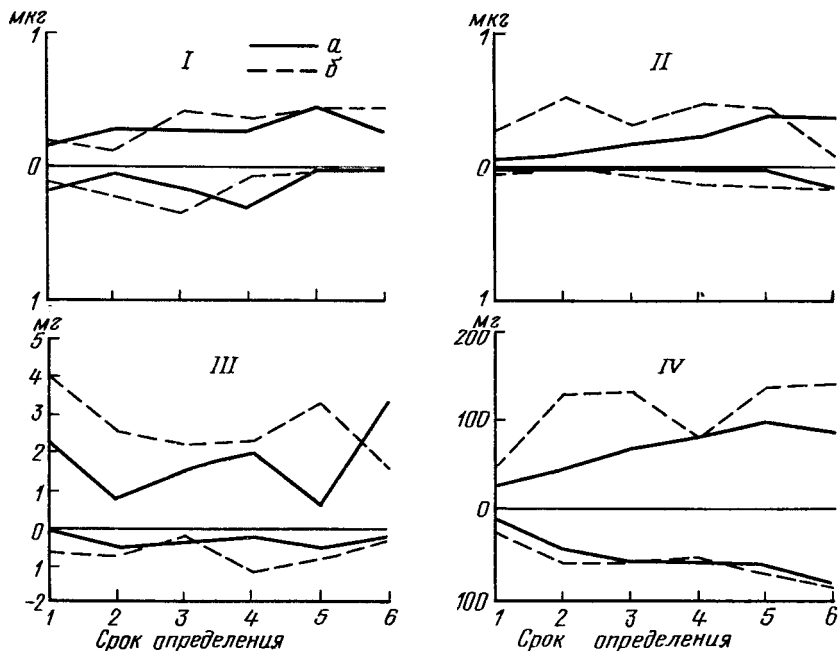 мкг
мкг
1
1
I
а
б
II
0
0
1
1
мг
мг
5
4
3
2
1
0
1
-2
III
200
100
0
100
IV
1 2 3 4 5 6
1 2 3 4 5 6
Срок определения
Срок определения